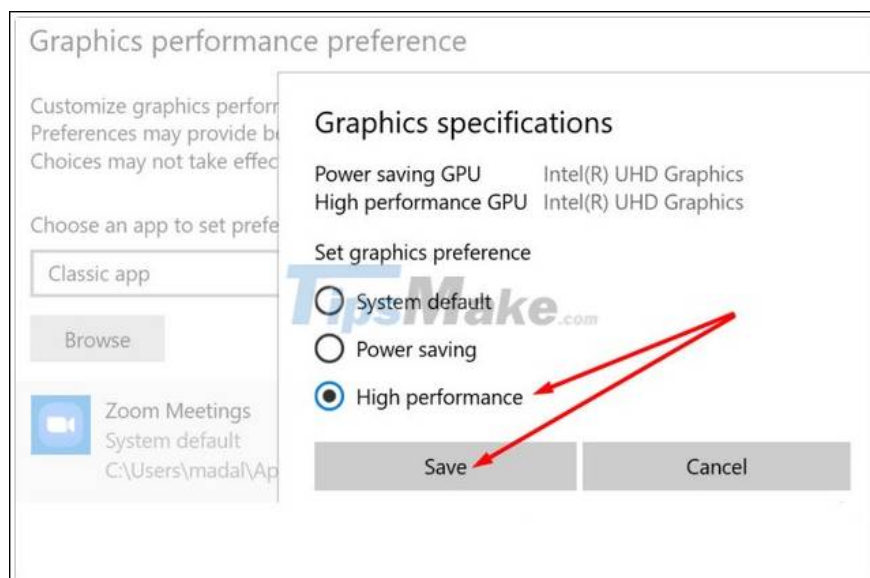 Graphics performance preference
Customize graphics perfor
Preferences may provide be
Choices may not take effec
Choose an app to set prefe
Classic app
Browse
Zoom Meetings
System default
C:\Users\madal\Ap
Graphics specifications
Power saving GPU Intel(R) UHD Graphics
High performance GPU Intel(R) UHD Graphics
Set graphics preference
TipsMake.com
System default
Power saving
High performance
Save Cancel